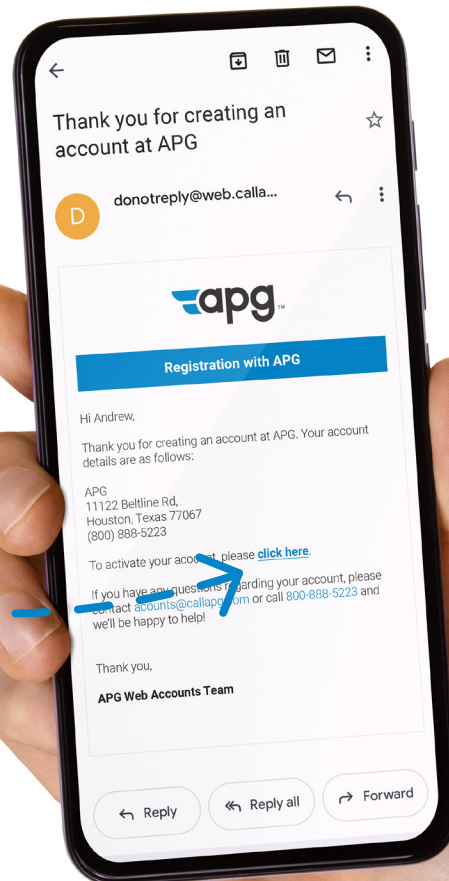 Thank you for creating an
account at APG
D
donotreply@web.calla...
apg
TM
Registration with APG
Hi Andrew,
Thank you for creating an account at APG. Your account
details are as follows:
APG
11122 Beltline Rd,
Houston, Texas 77067
(800) 888-5223
To activate your account, please click here.
If you have any questions regarding your account, please
contact acounts@callapg.com or call 800-888-5223 and
we'll be happy to help!
Thank you,
APG Web Accounts Team
Reply
Reply all
Forward